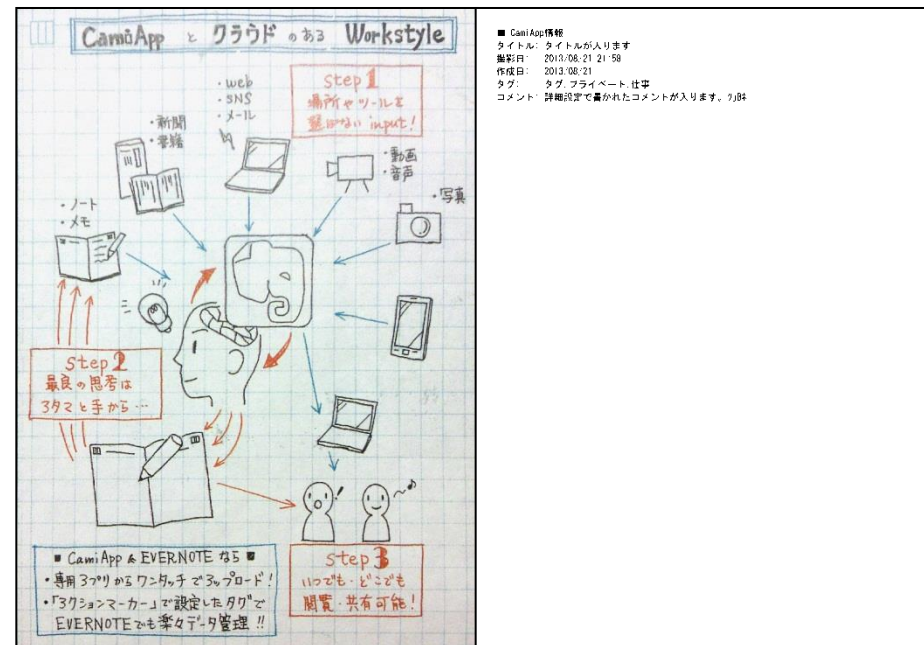 CamiApp と クラウド のある Workstyle
・web
・SNS
・メール
Step 1
場所やツールを
選ばない input!
・新聞
・書籍
・動画
・音声
・写真
・ノート
・メモ
Step 2
最良の思考は
アタマと手から…
■ CamiApp & EVERNOTE なら ■
・専用アプリからワンタッチでアップロード!
・「アクションマーカー」で設定したタグで
EVERNOTEでも楽々データ管理!!
Step 3
いつでも・どこでも
閲覧・共有可能!
■ CamiApp情報
タイトル: タイトルが入ります
撮影日: 2013/08/21 21:58
作成日: 2013/08/21
タグ: タグ,プライベート,仕事
コメント: 詳細設定で書かれたコメントが入ります。